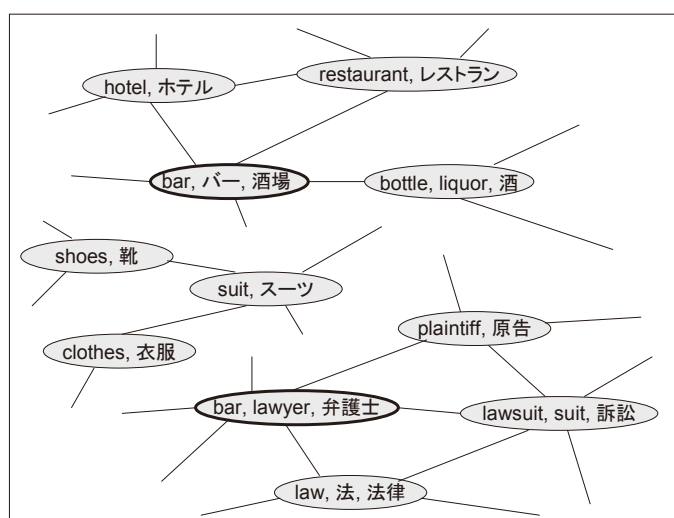 restaurant, レストラン
hotel, ホテル
bar, バー, 酒場
bottle, liquor, 酒
shoes, 靴
suit, スーツ
plaintiff, 原告
clothes, 衣服
bar, lawyer, 弁護士
lawsuit, suit, 訴訟
law, 法, 法律